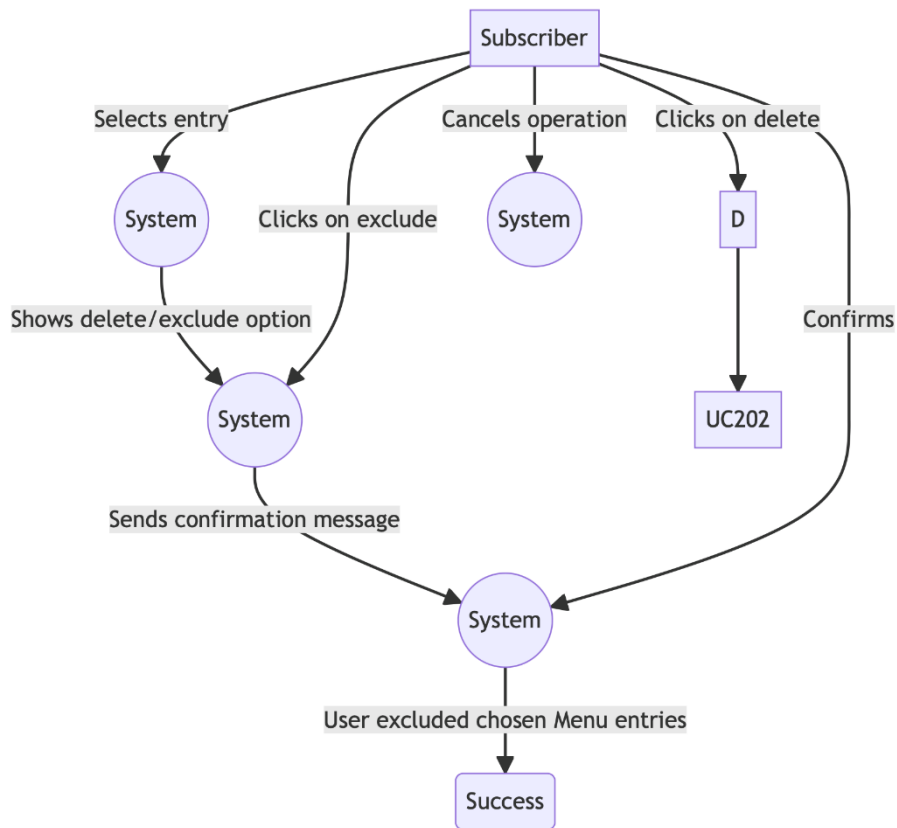 Subscriber
Selects entry
Cancels operation
Clicks on delete
System
Clicks on exclude
System
D
Shows delete/exclude option
Confirms
System
UC202
Sends confirmation message
System
User excluded chosen Menu entries
Success